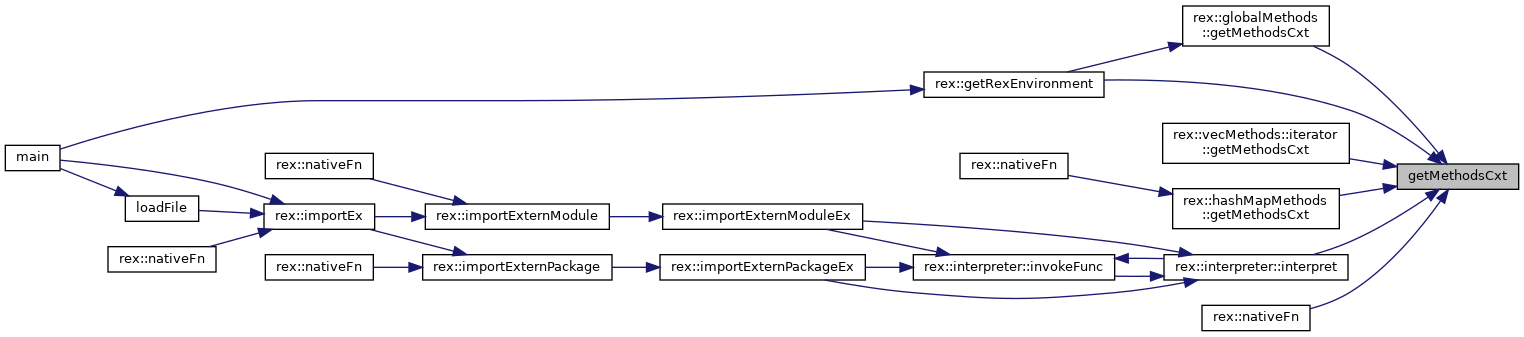 rex::globalMethods
::getMethodsCxt
rex::getRexEnvironment
rex::vecMethods::iterator
::getMethodsCxt
main
rex::nativeFn
rex::nativeFn
getMethodsCxt
loadFile
rex::importEx
rex::importExternModule
rex::importExternModuleEx
rex::hashMapMethods
::getMethodsCxt
rex::nativeFn
rex::nativeFn
rex::importExternPackage
rex::importExternPackageEx
rex::interpreter::invokeFunc
rex::interpreter::interpret
rex::nativeFn